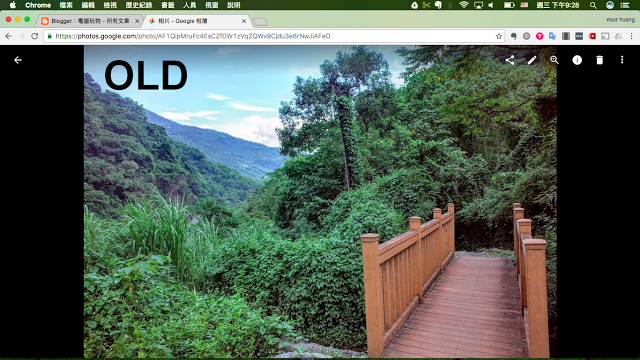 Chrome 檔案 編輯 檢視 歷史紀錄 書籤 人員 視窗 說明 週三 下午9:28
Blogger：電腦玩物 - 所有文章 相片 - Google 相簿 esor huang
https://photos.google.com/photo/AF1QipMruFc4EsCZf0W1zVq2QWv9Cjdu3e8rNwJiAFeO
OLD